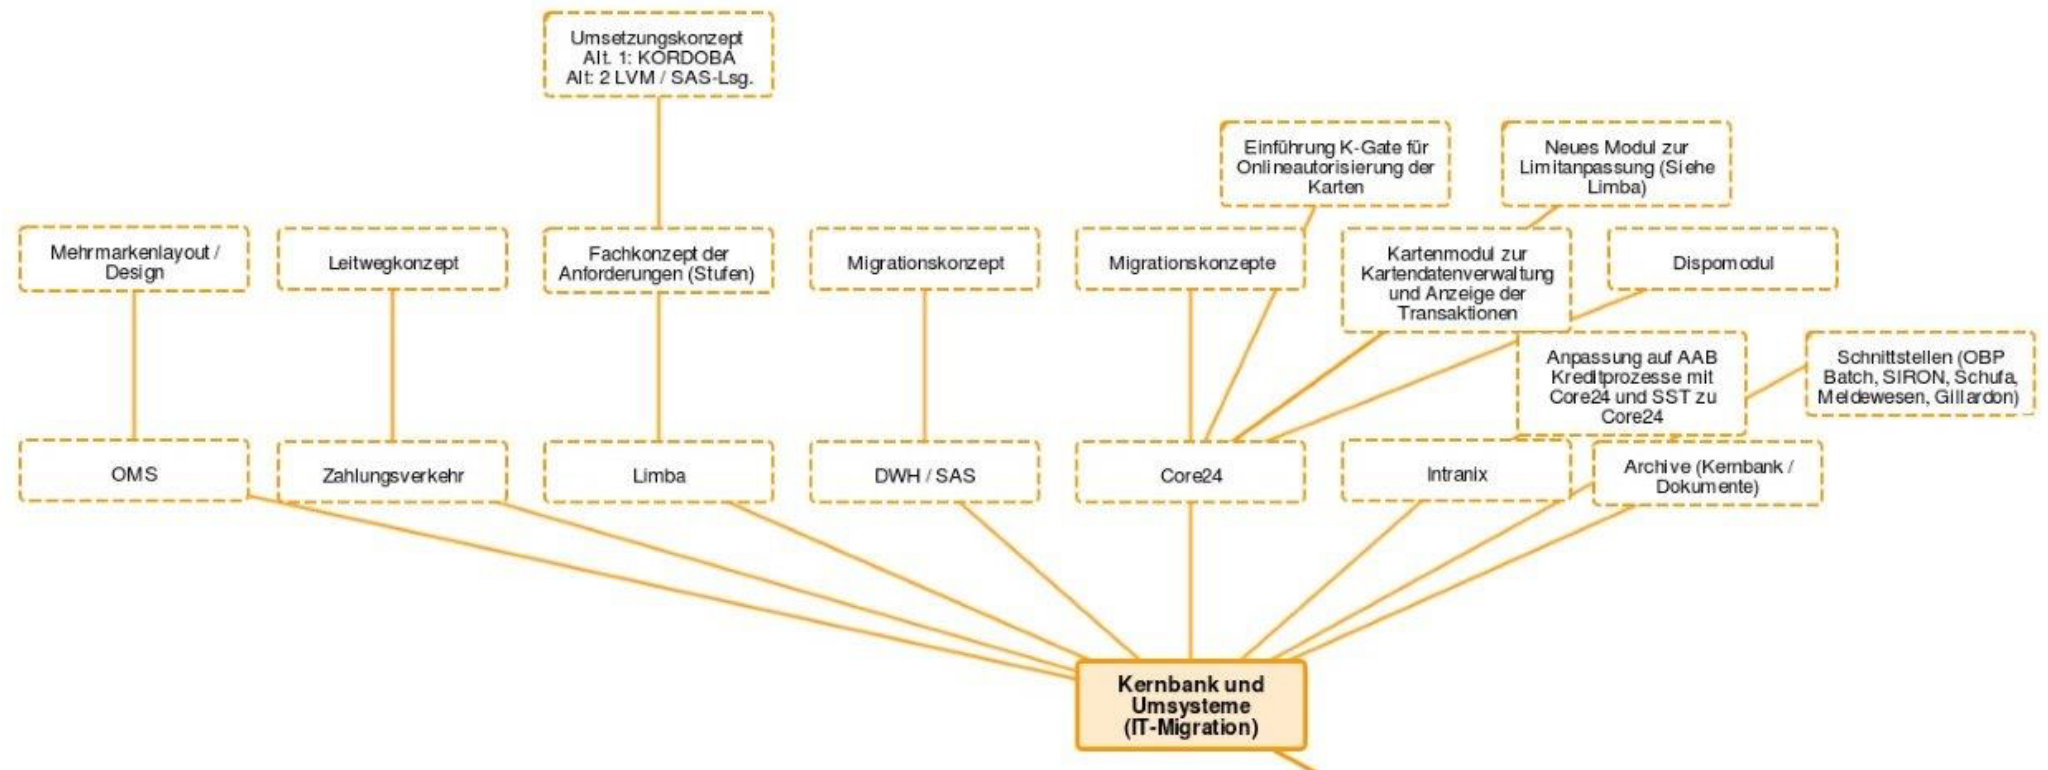 Umsetzungskonzept
Alt. 1: KORDOBA
Alt: 2 LVM / SAS-Lsg.
Einführung K-Gate für
Onlineautorisierung der
Karten
Neues Modul zur
Limitanpassung (Siehe
Limba)
Mehrmarkenlayout /
Design
Leitwegkonzept
Fachkonzept der
Anforderungen (Stufen)
Migrationskonzept
Migrationskonzepte
Kartenmodul zur
Kartendatenverwaltung
und Anzeige der
Transaktionen
Dispomodul
Anpassung auf AAB
Kreditprozesse mit
Core24 und SST zu
Core24
Schnittstellen (OBP
Batch, SIRON, Schufa,
Meldewesen, Gillardon)
OMS
Zahlungsverkehr
Limba
DWH / SAS
Core24
Intranix
Archive (Kernbank /
Dokumente)
Kernbank und
Umsysteme
(IT-Migration)